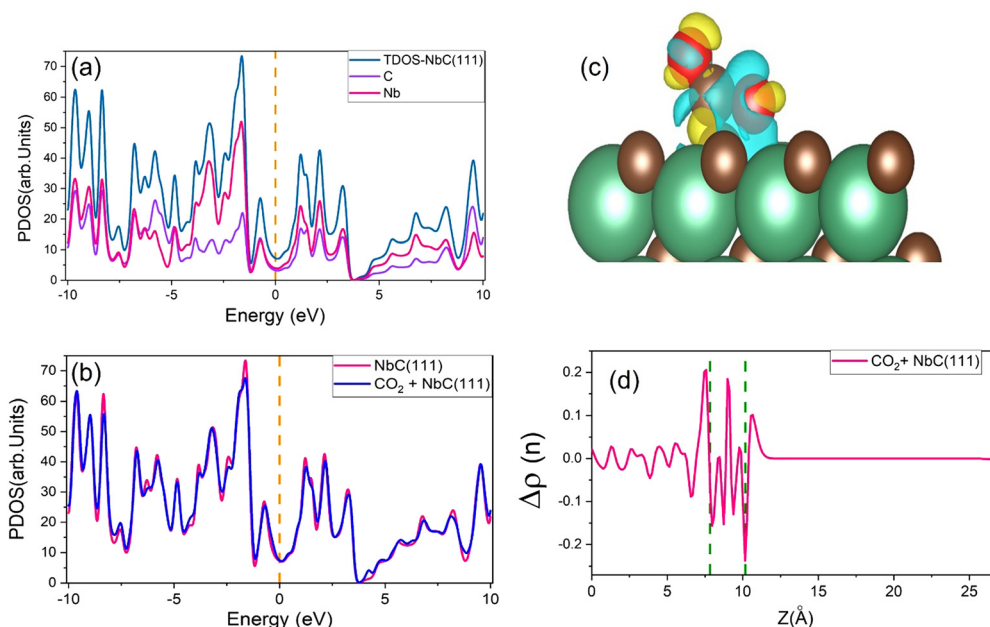 (a)
TDOS-NbC(111)
C
Nb
PDOS(arb.Units)
70
60
50
40
30
20
10
0
-10
-5
0
5
10
Energy (eV)
(c)
(b)
NbC(111)
CO₂ + NbC(111)
PDOS(arb.Units)
70
60
50
40
30
20
10
0
-10
-5
0
5
10
Energy (eV)
(d)
CO₂+ NbC(111)
Δρ (n)
0.2
0.1
0.0
-0.1
-0.2
0
5
10
15
20
25
Z(Å)